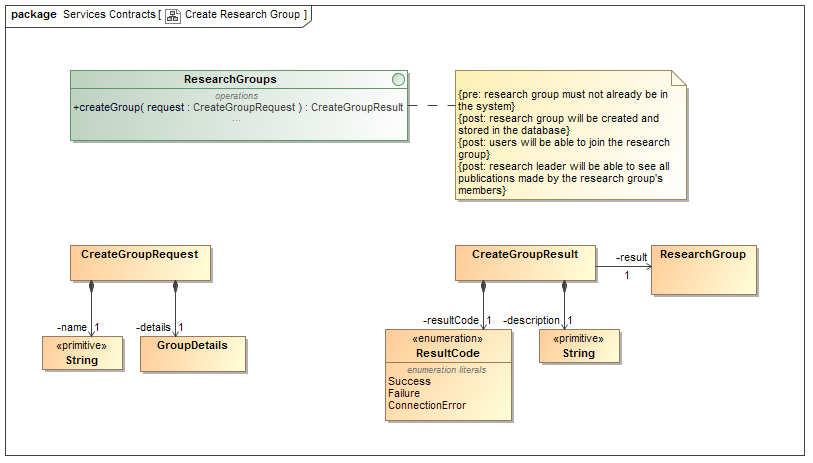 package Services Contracts [ Create Research Group ]
ResearchGroups
operations
+createGroup( request : CreateGroupRequest ) : CreateGroupResult
...
{pre: research group must not already be in
the system}
{post: research group will be created and
stored in the database}
{post: users will be able to join the research
group}
{post: research leader will be able to see all
publications made by the research group's
members}
CreateGroupRequest
-name 1
-details 1
«primitive»
String
GroupDetails
CreateGroupResult
-result
1
ResearchGroup
-resultCode 1
-description 1
«enumeration»
ResultCode
enumeration literals
Success
Failure
ConnectionError
«primitive»
String